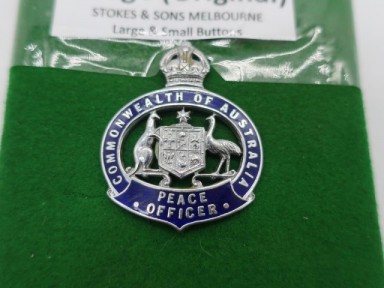 STOKES & SONS MELBOURNE
Large & Small Buttons
COMMONWEALTH OF AUSTRALIA
PEACE
OFFICER